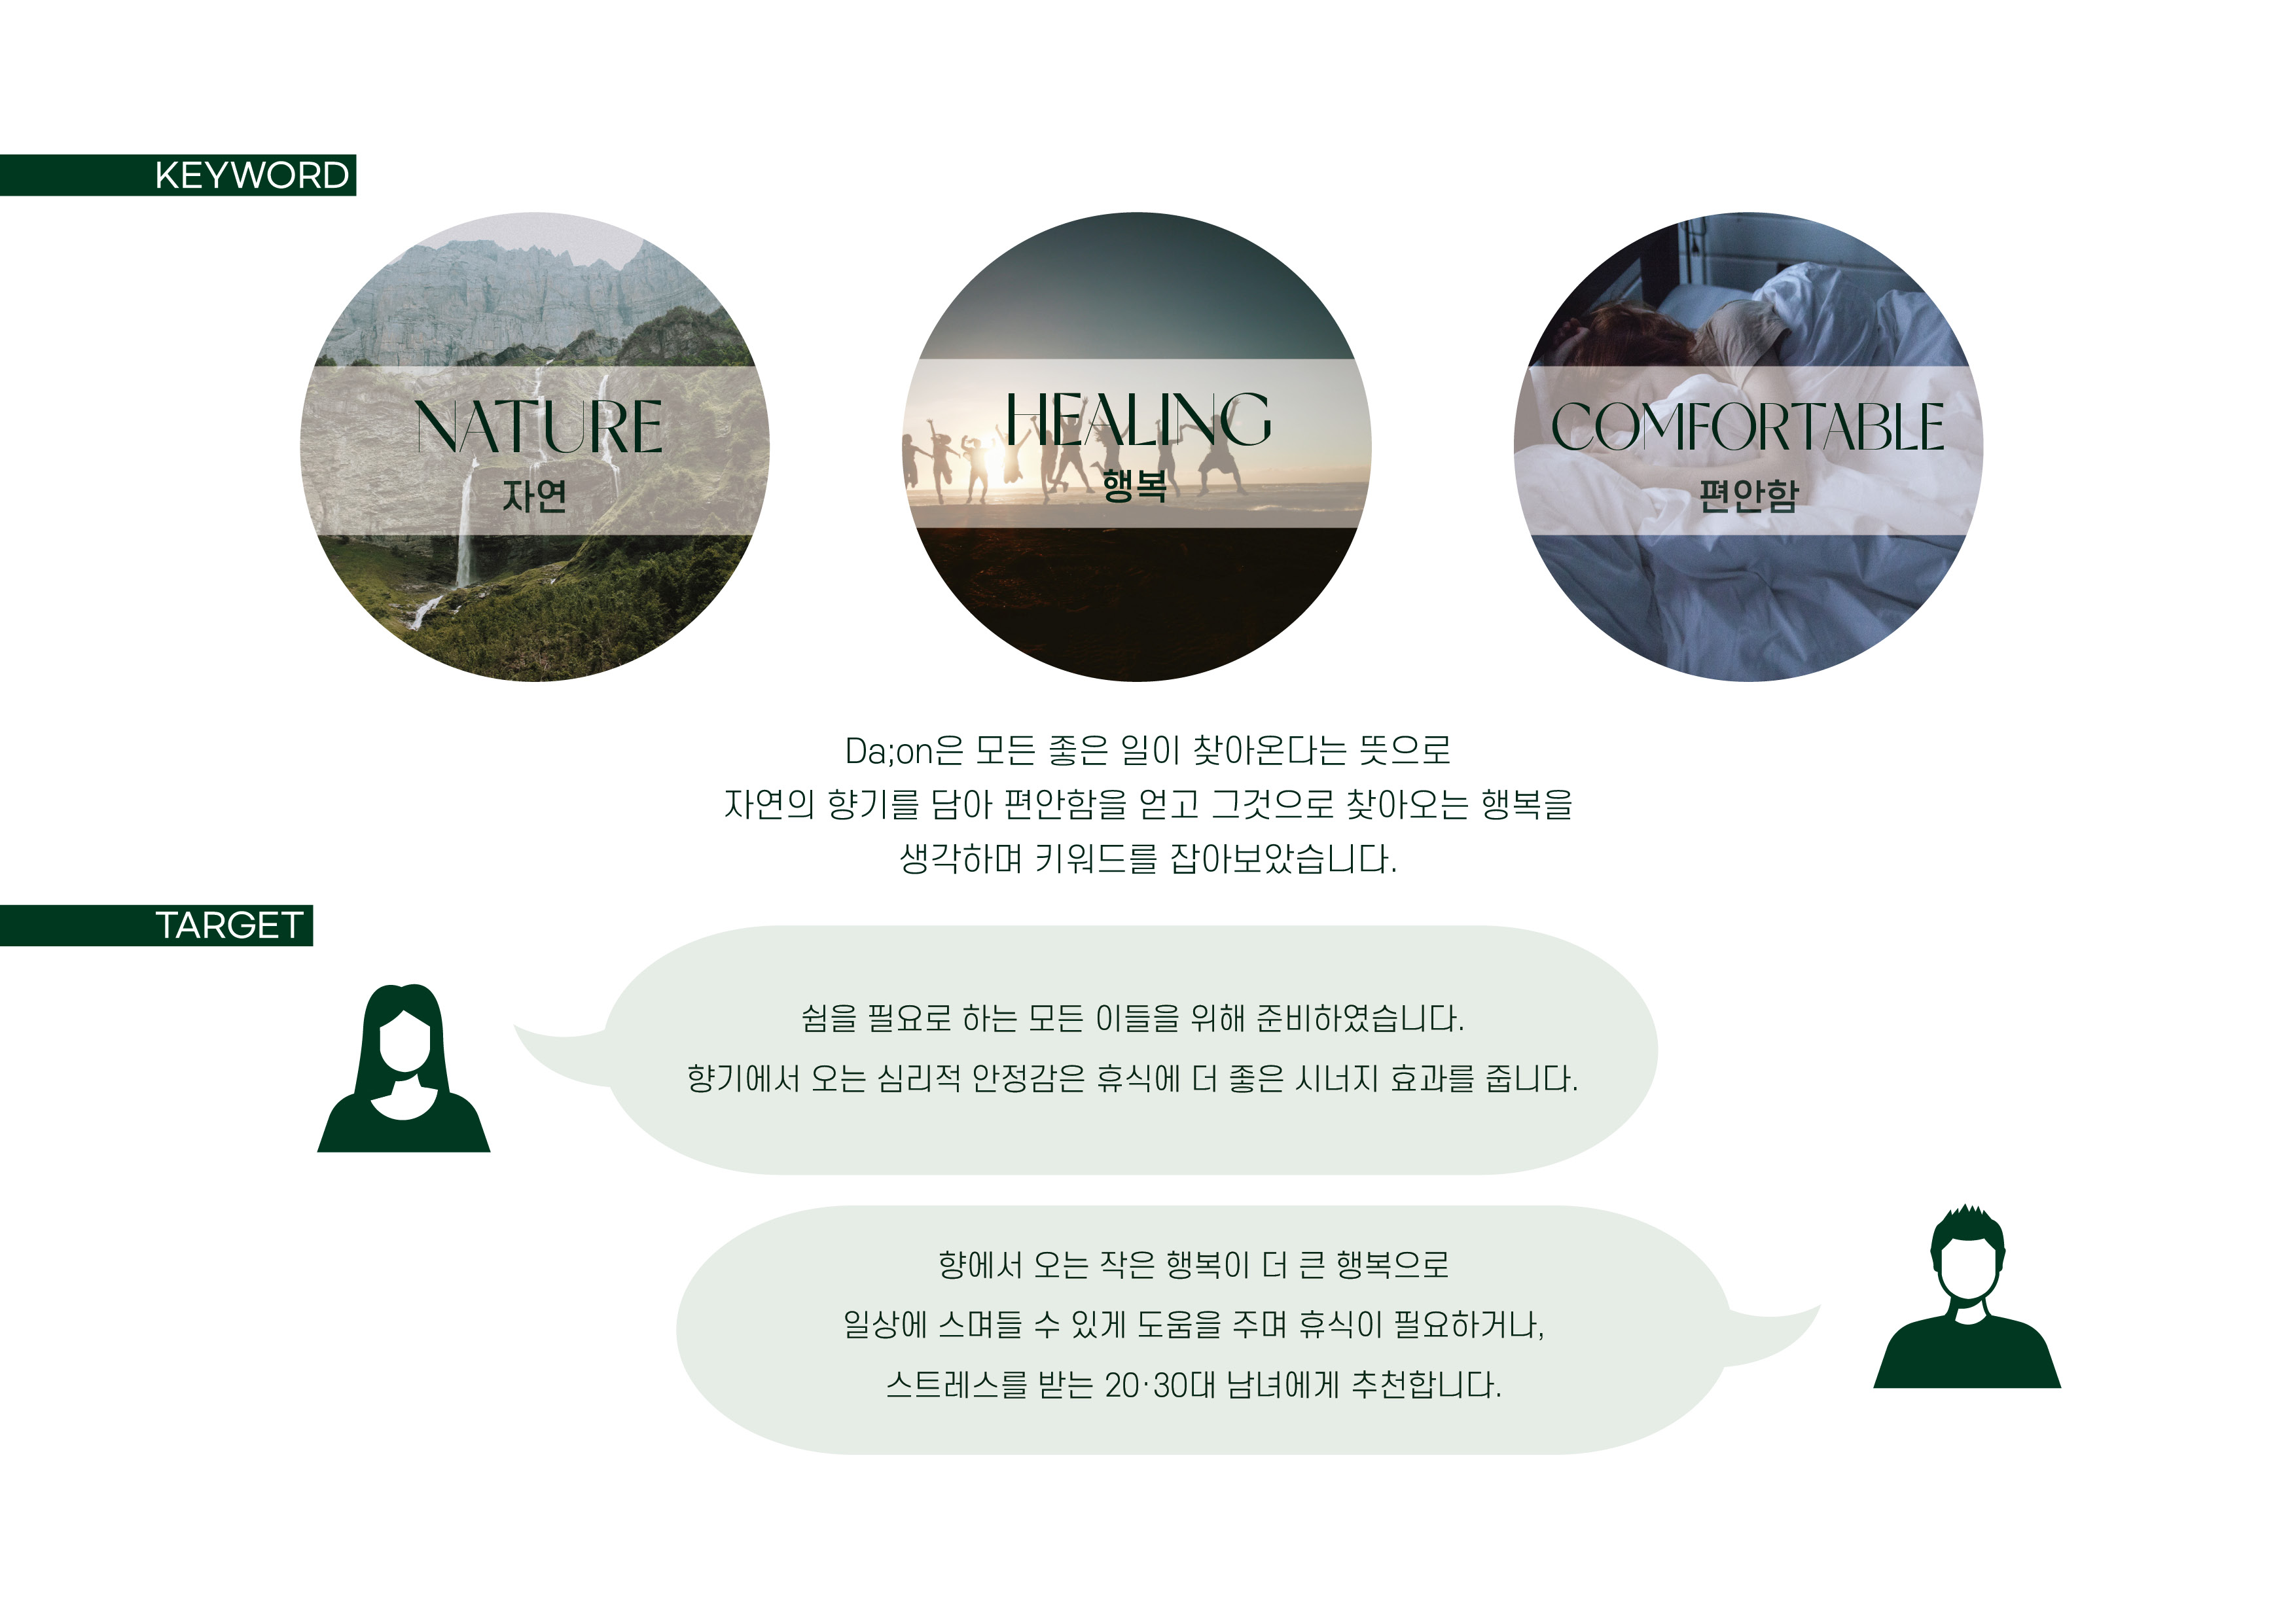 KEYWORD
NATURE
자연
HEALING
행복
COMFORTABLE
편안함
Da;on은 모든 좋은 일이 찾아온다는 뜻으로
자연의 향기를 담아 편안함을 얻고 그것으로 찾아오는 행복을
생각하며 키워드를 잡아보았습니다.
TARGET
쉼을 필요로 하는 모든 이들을 위해 준비하였습니다.
향기에서 오는 심리적 안정감은 휴식에 더 좋은 시너지 효과를 줍니다.
향에서 오는 작은 행복이 더 큰 행복으로
일상에 스며들 수 있게 도움을 주며 휴식이 필요하거나,
스트레스를 받는 20·30대 남녀에게 추천합니다.